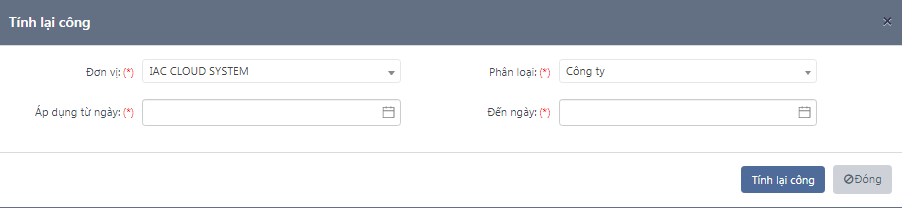 Tính lại công
×
Đơn vị: (*) IAC CLOUD SYSTEM Phân loại: (*) Công ty
Áp dụng từ ngày: (*) Đến ngày: (*)
Tính lại công Đóng